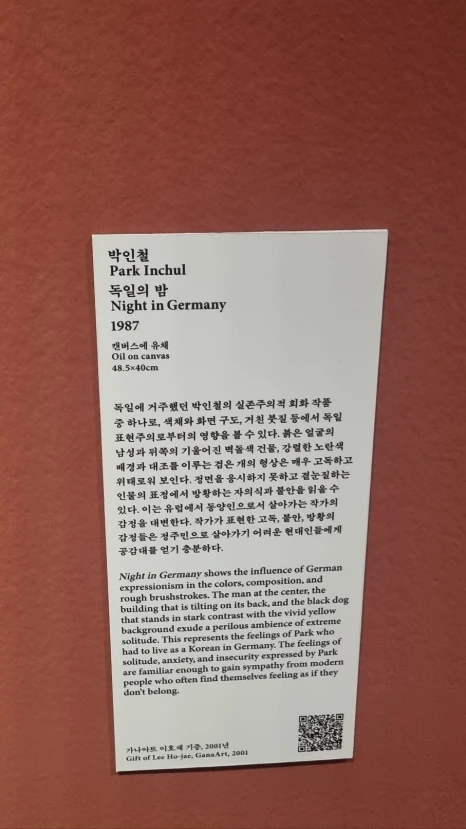 박인철
Park Inchul
독일의 밤
Night in Germany
1987
캔버스에 유채
Oil on canvas
48.5×40cm
독일에 거주했던 박인철의 실존주의적 회화 작품
중 하나로, 색채와 화면 구도, 거친 붓질 등에서 독일
표현주의로부터의 영향을 볼 수 있다. 붉은 얼굴의
남성과 뒤쪽의 기울어진 벽돌색 건물, 강렬한 노란색
배경과 대조를 이루는 검은 개의 형상은 매우 고독하고
위태로워 보인다. 정면을 응시하지 못하고 곁눈질하는
인물의 표정에서 방황하는 자의식과 불안을 읽을 수
있다. 이는 유럽에서 동양인으로서 살아가는 작가의
감정을 대변한다. 작가가 표현한 고독, 불안, 방황의
감정들은 정주민으로 살아가기 어려운 현대인들에게
공감대를 얻기 충분하다.
Night in Germany shows the influence of German
expressionism in the colors, composition, and
rough brushstrokes. The man at the center, the
building that is tilting on its back, and the black dog
that stands in stark contrast with the vivid yellow
background exude a perilous ambience of extreme
solitude. This represents the feelings of Park who
had to live as a Korean in Germany. The feelings of
solitude, anxiety, and insecurity expressed by Park
are familiar enough to gain sympathy from modern
people who often find themselves feeling as if they
don't belong.
가나아트 이호재 기증, 2001년
Gift of Lee Ho-jae, GanaArt, 2001